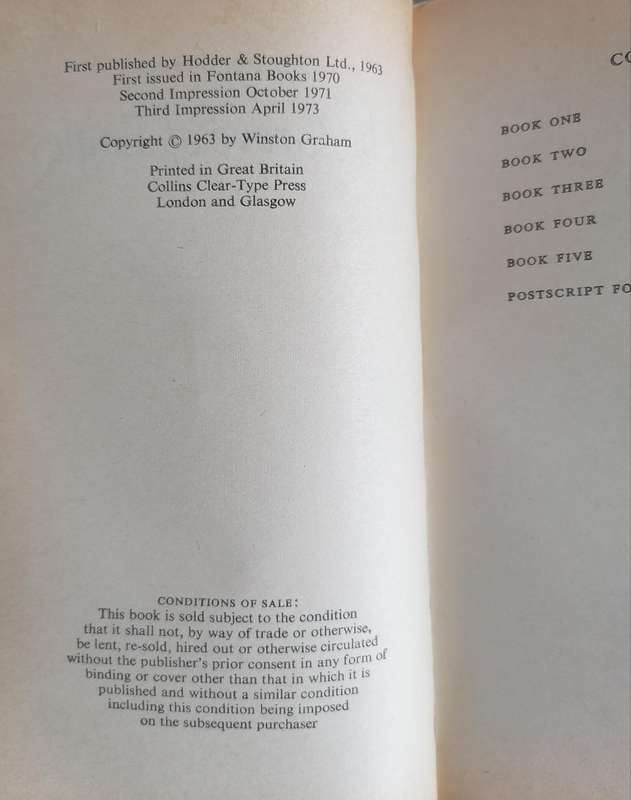 First published by Hodder & Stoughton Ltd., 1963
First issued in Fontana Books 1970
Second Impression October 1971
Third Impression April 1973
Copyright © 1963 by Winston Graham
Printed in Great Britain
Collins Clear-Type Press
London and Glasgow
CONDITIONS OF SALE:
This book is sold subject to the condition
that it shall not, by way of trade or otherwise,
be lent, re-sold, hired out or otherwise circulated
without the publisher's prior consent in any form of
binding or cover other than that in which it is
published and without a similar condition
including this condition being imposed
on the subsequent purchaser
BOOK ONE
BOOK TWO
BOOK THREE
BOOK FOUR
BOOK FIVE
POSTSCRIPT